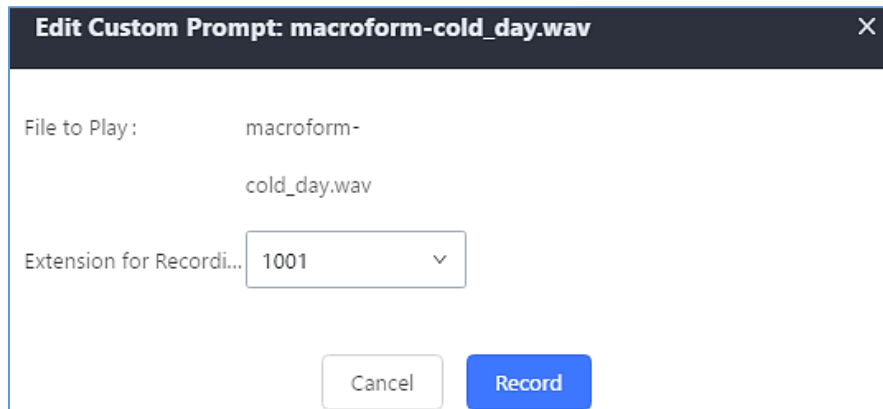 Edit Custom Prompt: macroform-cold_day.wav
File to Play : macroform-
cold_day.wav
Extension for Recordi... 1001
Cancel Record